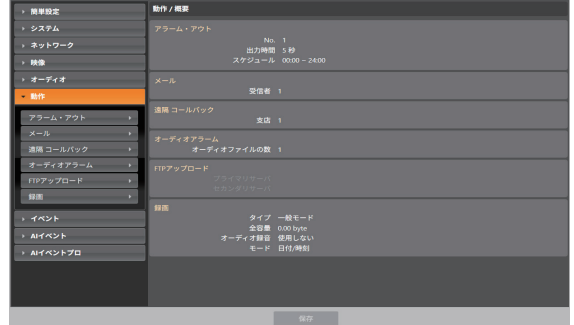 簡単設定
システム
ネットワーク
映像
オーディオ
動作
アラーム・アウト
メール
遠隔 コールバック
オーディオアラーム
FTPアップロード
録画
イベント
AIイベント
AIイベントプロ
動作 / 概要
アラーム・アウト
No. 1
出力時間 5 秒
スケジュール 00:00 – 24:00
メール
受信者 1
遠隔 コールバック
支店 1
オーディオアラーム
オーディオファイルの数 1
FTPアップロード
プライマリサーバ
セカンダリサーバ
録画
タイプ 一般モード
全容量 0.00 byte
オーディオ録音 使用しない
モード 日付/時刻
保存